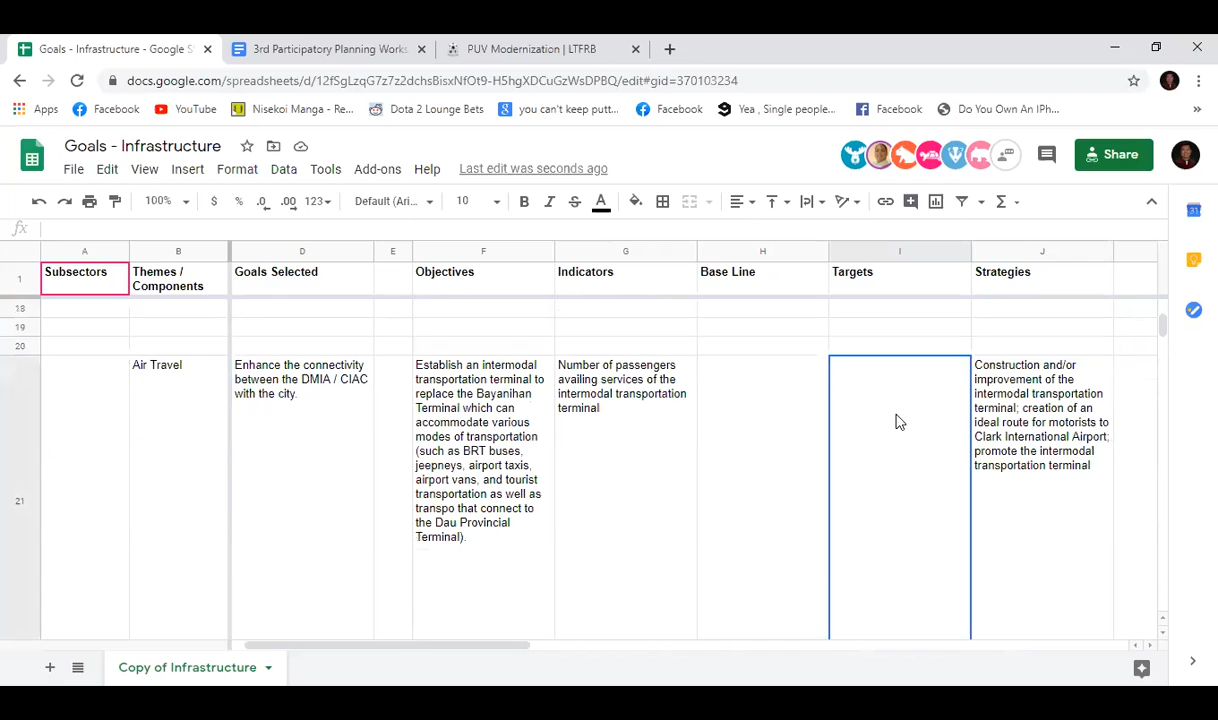 Goals - Infrastructure - Google S
3rd Participatory Planning Works
PUV Modernization | LTFRB
docs.google.com/spreadsheets/d/12fSgLzqG7z7z2dchsBisxNfOt9-H5hgXDCuGzWsDPBQ/edit#gid=370103234
Apps
Facebook
YouTube
Nisekoi Manga - Re...
Dota 2 Lounge Bets
you can't keep putt...
Facebook
Yea , Single people...
Facebook
Do You Own An IPh...
Goals - Infrastructure
File Edit View Insert Format Data Tools Add-ons Help Last edit was seconds ago
Share
100% $ % .0 .00 123 Default (Ari... 10 B I S A
fx
A B D E F G H I J
1 Subsectors
Themes /
Components
Goals Selected
Objectives
Indicators
Base Line
Targets
Strategies
18
19
20
21
Air Travel
Enhance the connectivity
between the DMIA / CIAC
with the city.
Establish an intermodal
transportation terminal to
replace the Bayanihan
Terminal which can
accommodate various
modes of transportation
(such as BRT buses,
jeepneys, airport taxis,
airport vans, and tourist
transportation as well as
transpo that connect to
the Dau Provincial
Terminal).
Number of passengers
availing services of the
intermodal transportation
terminal
Construction and/or
improvement of the
intermodal transportation
terminal; creation of an
ideal route for motorists to
Clark International Airport;
promote the intermodal
transportation terminal
Copy of Infrastructure